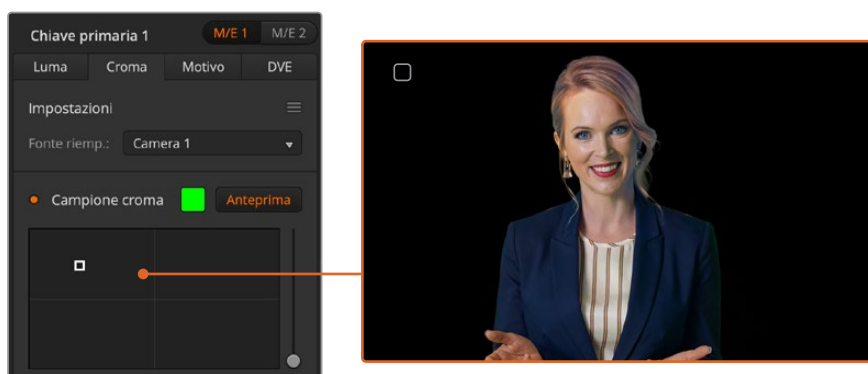 Chiave primaria 1 M/E 1 M/E 2
Luma Croma Motivo DVE
Impostazioni
Fonte riemp.: Camera 1
Campione croma Anteprima